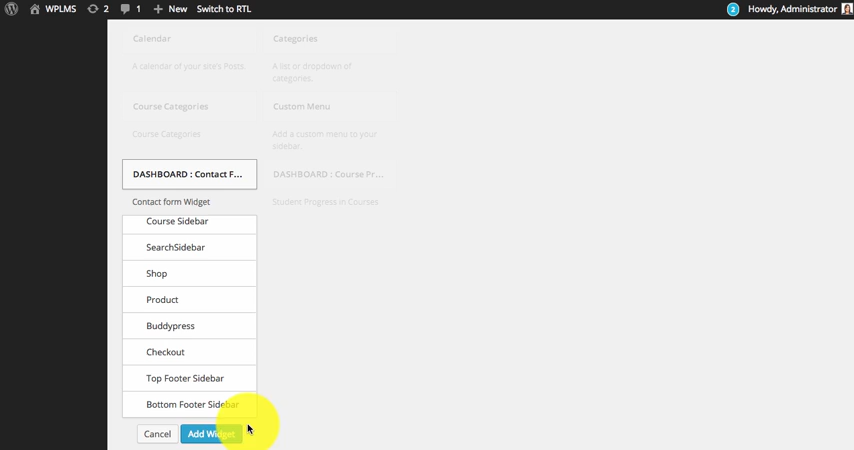 WPLMS 2 1 New Switch to RTL 2 Howdy, Administrator
Calendar Categories
A calendar of your site's Posts. A list or dropdown of
categories.
Course Categories Custom Menu
Course Categories Add a custom menu to your
sidebar.
DASHBOARD : Contact F... DASHBOARD : Course Pr...
Contact form Widget Student Progress in Courses
Course Sidebar
SearchSidebar
Shop
Product
Buddypress
Checkout
Top Footer Sidebar
Bottom Footer Sidebar
Cancel Add Widget